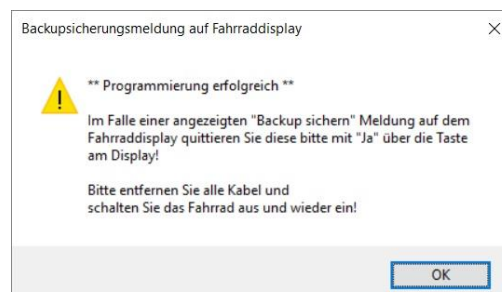 Backupsicherungsmeldung auf Fahrraddisplay
** Programmierung erfolgreich **
Im Falle einer angezeigten "Backup sichern" Meldung auf dem
Fahrraddisplay quittieren Sie diese bitte mit "Ja" über die Taste
am Display!
Bitte entfernen Sie alle Kabel und
schalten Sie das Fahrrad aus und wieder ein!
OK